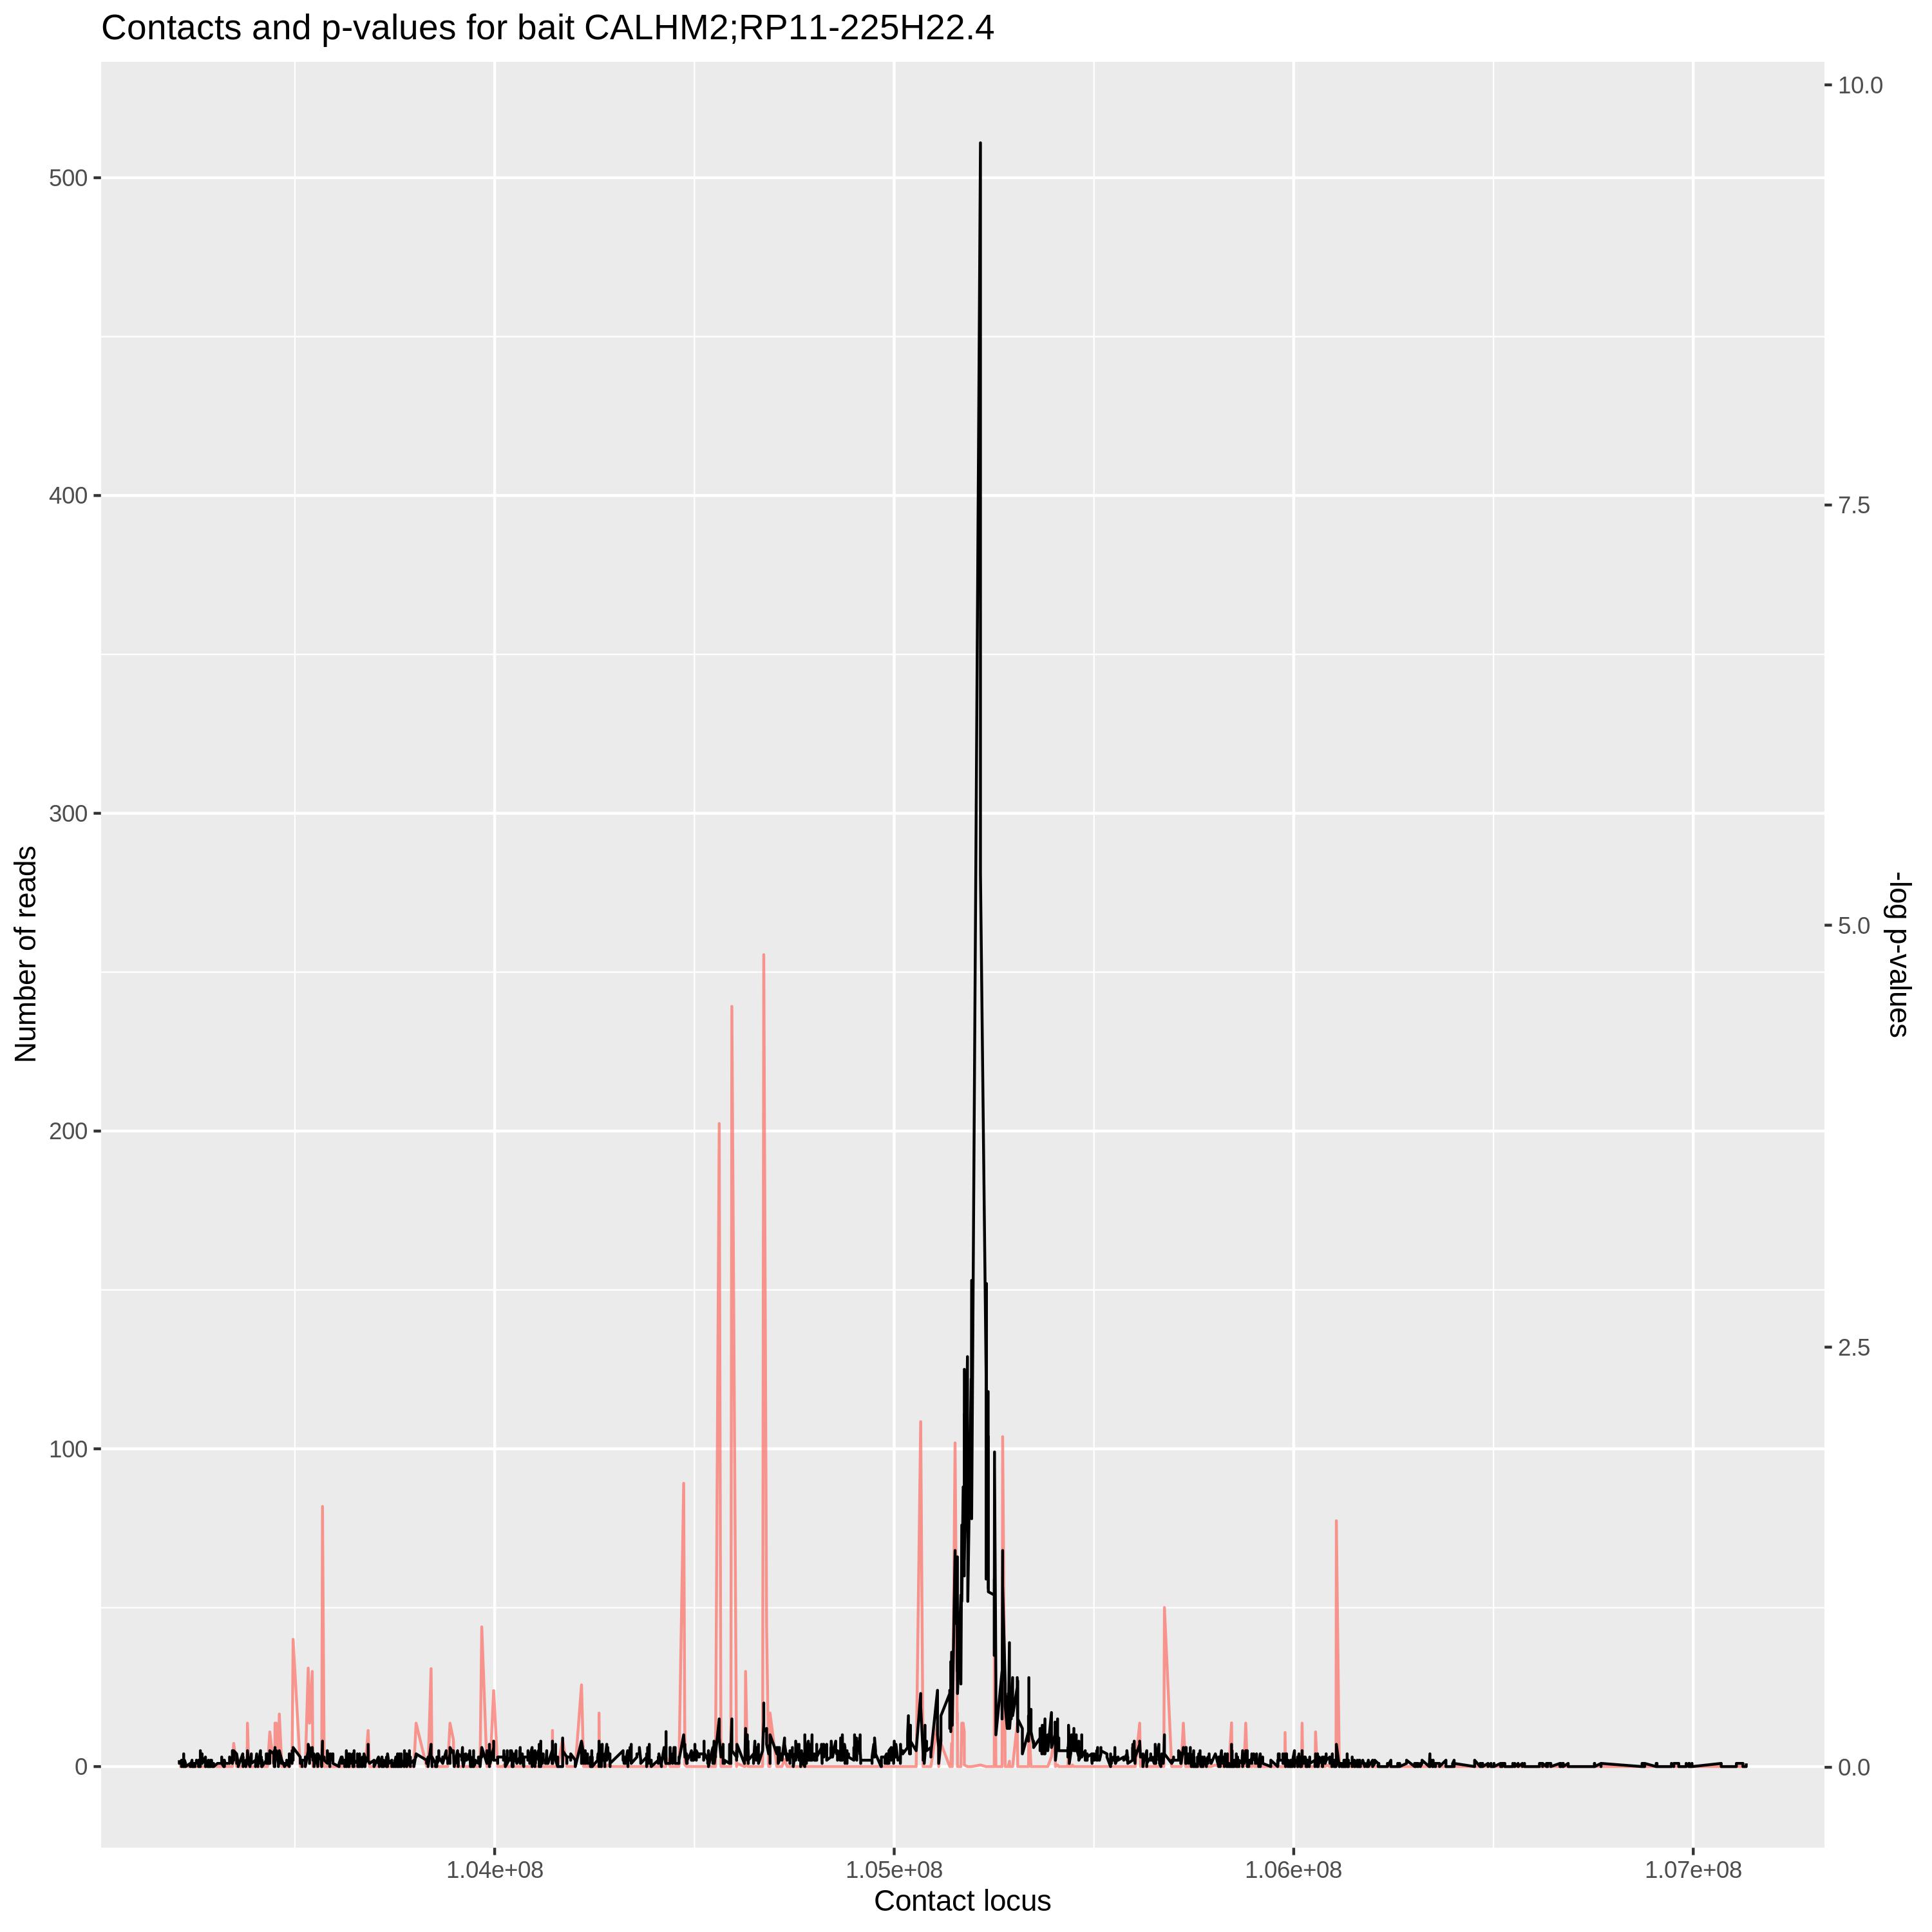 Contacts and p-values for bait CALHM2;RP11-225H22.4
10.0
500
7.5
400
300
5.0
Number of reads
-log p-values
200
2.5
100
0
0.0
1.04e+08 1.05e+08 1.06e+08 1.07e+08
Contact locus